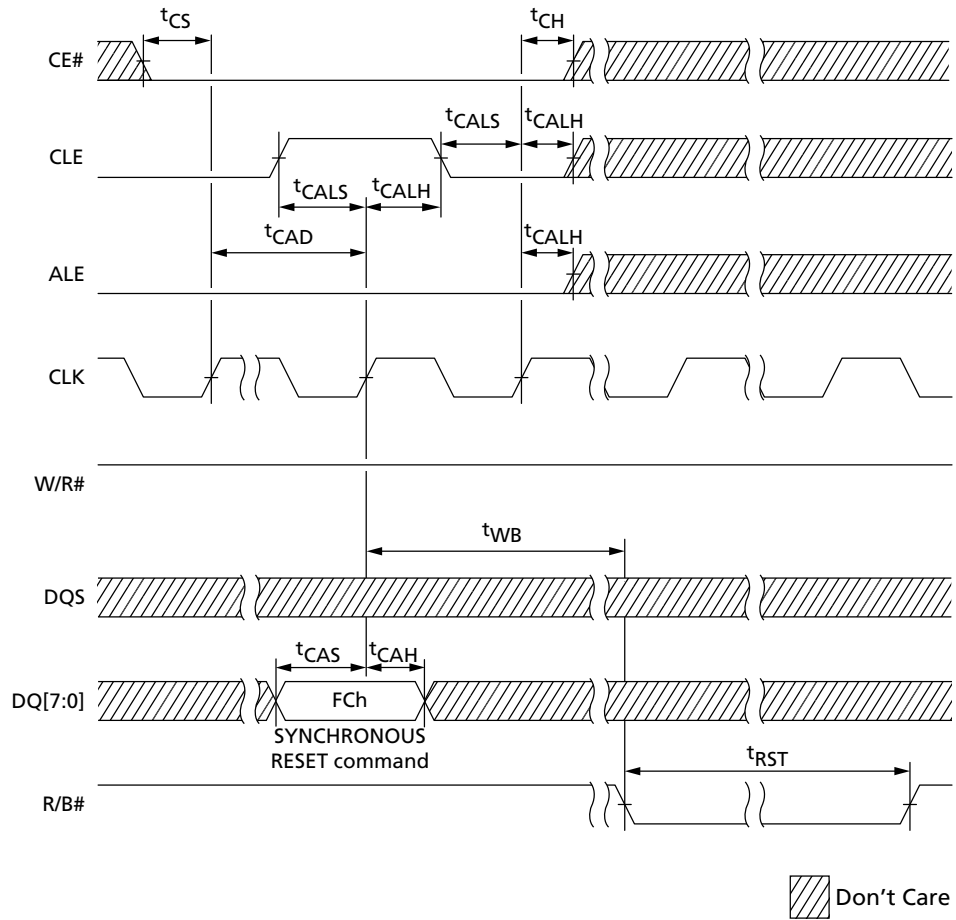 tCS
tCH
CE#
tCALS
tCALH
CLE
tCALS
tCALH
tCAD
tCALH
ALE
CLK
W/R#
tWB
DQS
tCAS
tCAH
DQ[7:0]
FCh
SYNCHRONOUS
RESET command
tRST
R/B#
Don't Care